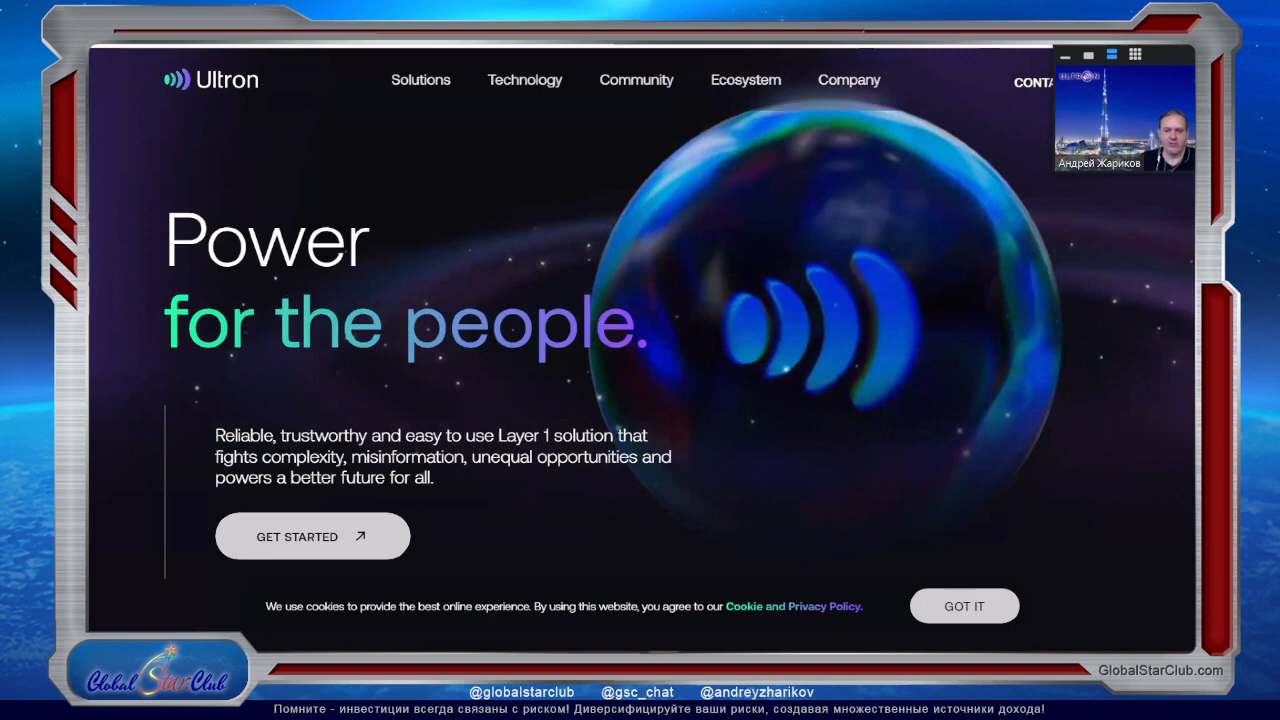 Ultron
Solutions
Technology
Community
Ecosystem
Company
CONTA
ULTRON
Андрей Жариков
Power
for the people.
Reliable, trustworthy and easy to use Layer 1 solution that
fights complexity, misinformation, unequal opportunities and
powers a better future for all.
GET STARTED
We use cookies to provide the best online experience. By using this website, you agree to our Cookie and Privacy Policy.
GOT IT
Global Star Club
GlobalStarClub.com
@globalstarclub @gsc_chat @andreyzharikov
Помните - инвестиции всегда связаны с риском! Диверсифицируйте ваши риски, создавая множественные источники дохода!